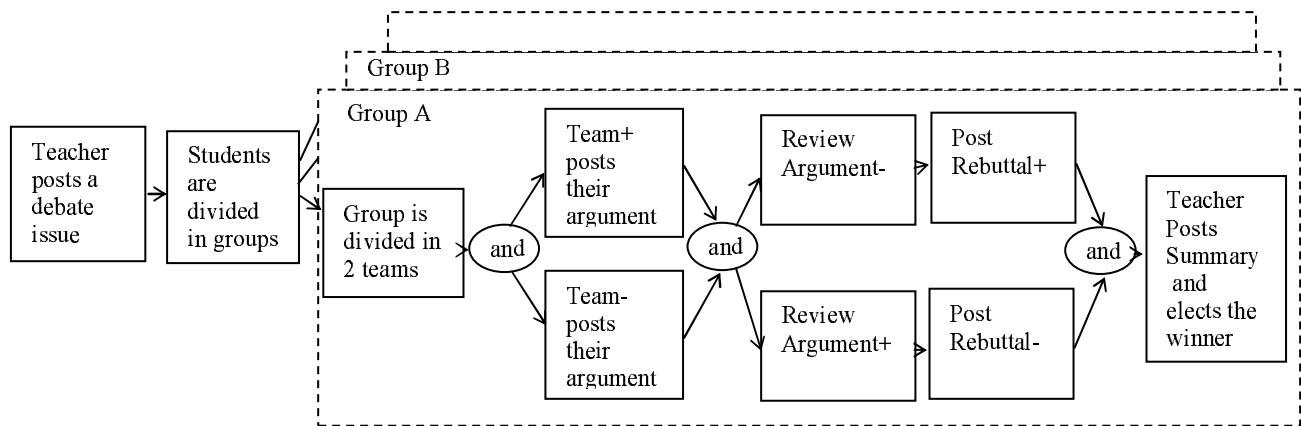 Group B
Group A
Teacher
posts a
debate
issue
Students
are
divided
in groups
Group is
divided in
2 teams
and
Team+
posts
their
argument
Team-
posts
their
argument
and
Review
Argument-
Post
Rebuttal+
Review
Argument+
Post
Rebuttal-
and
Teacher
Posts
Summary
and
elects the
winner